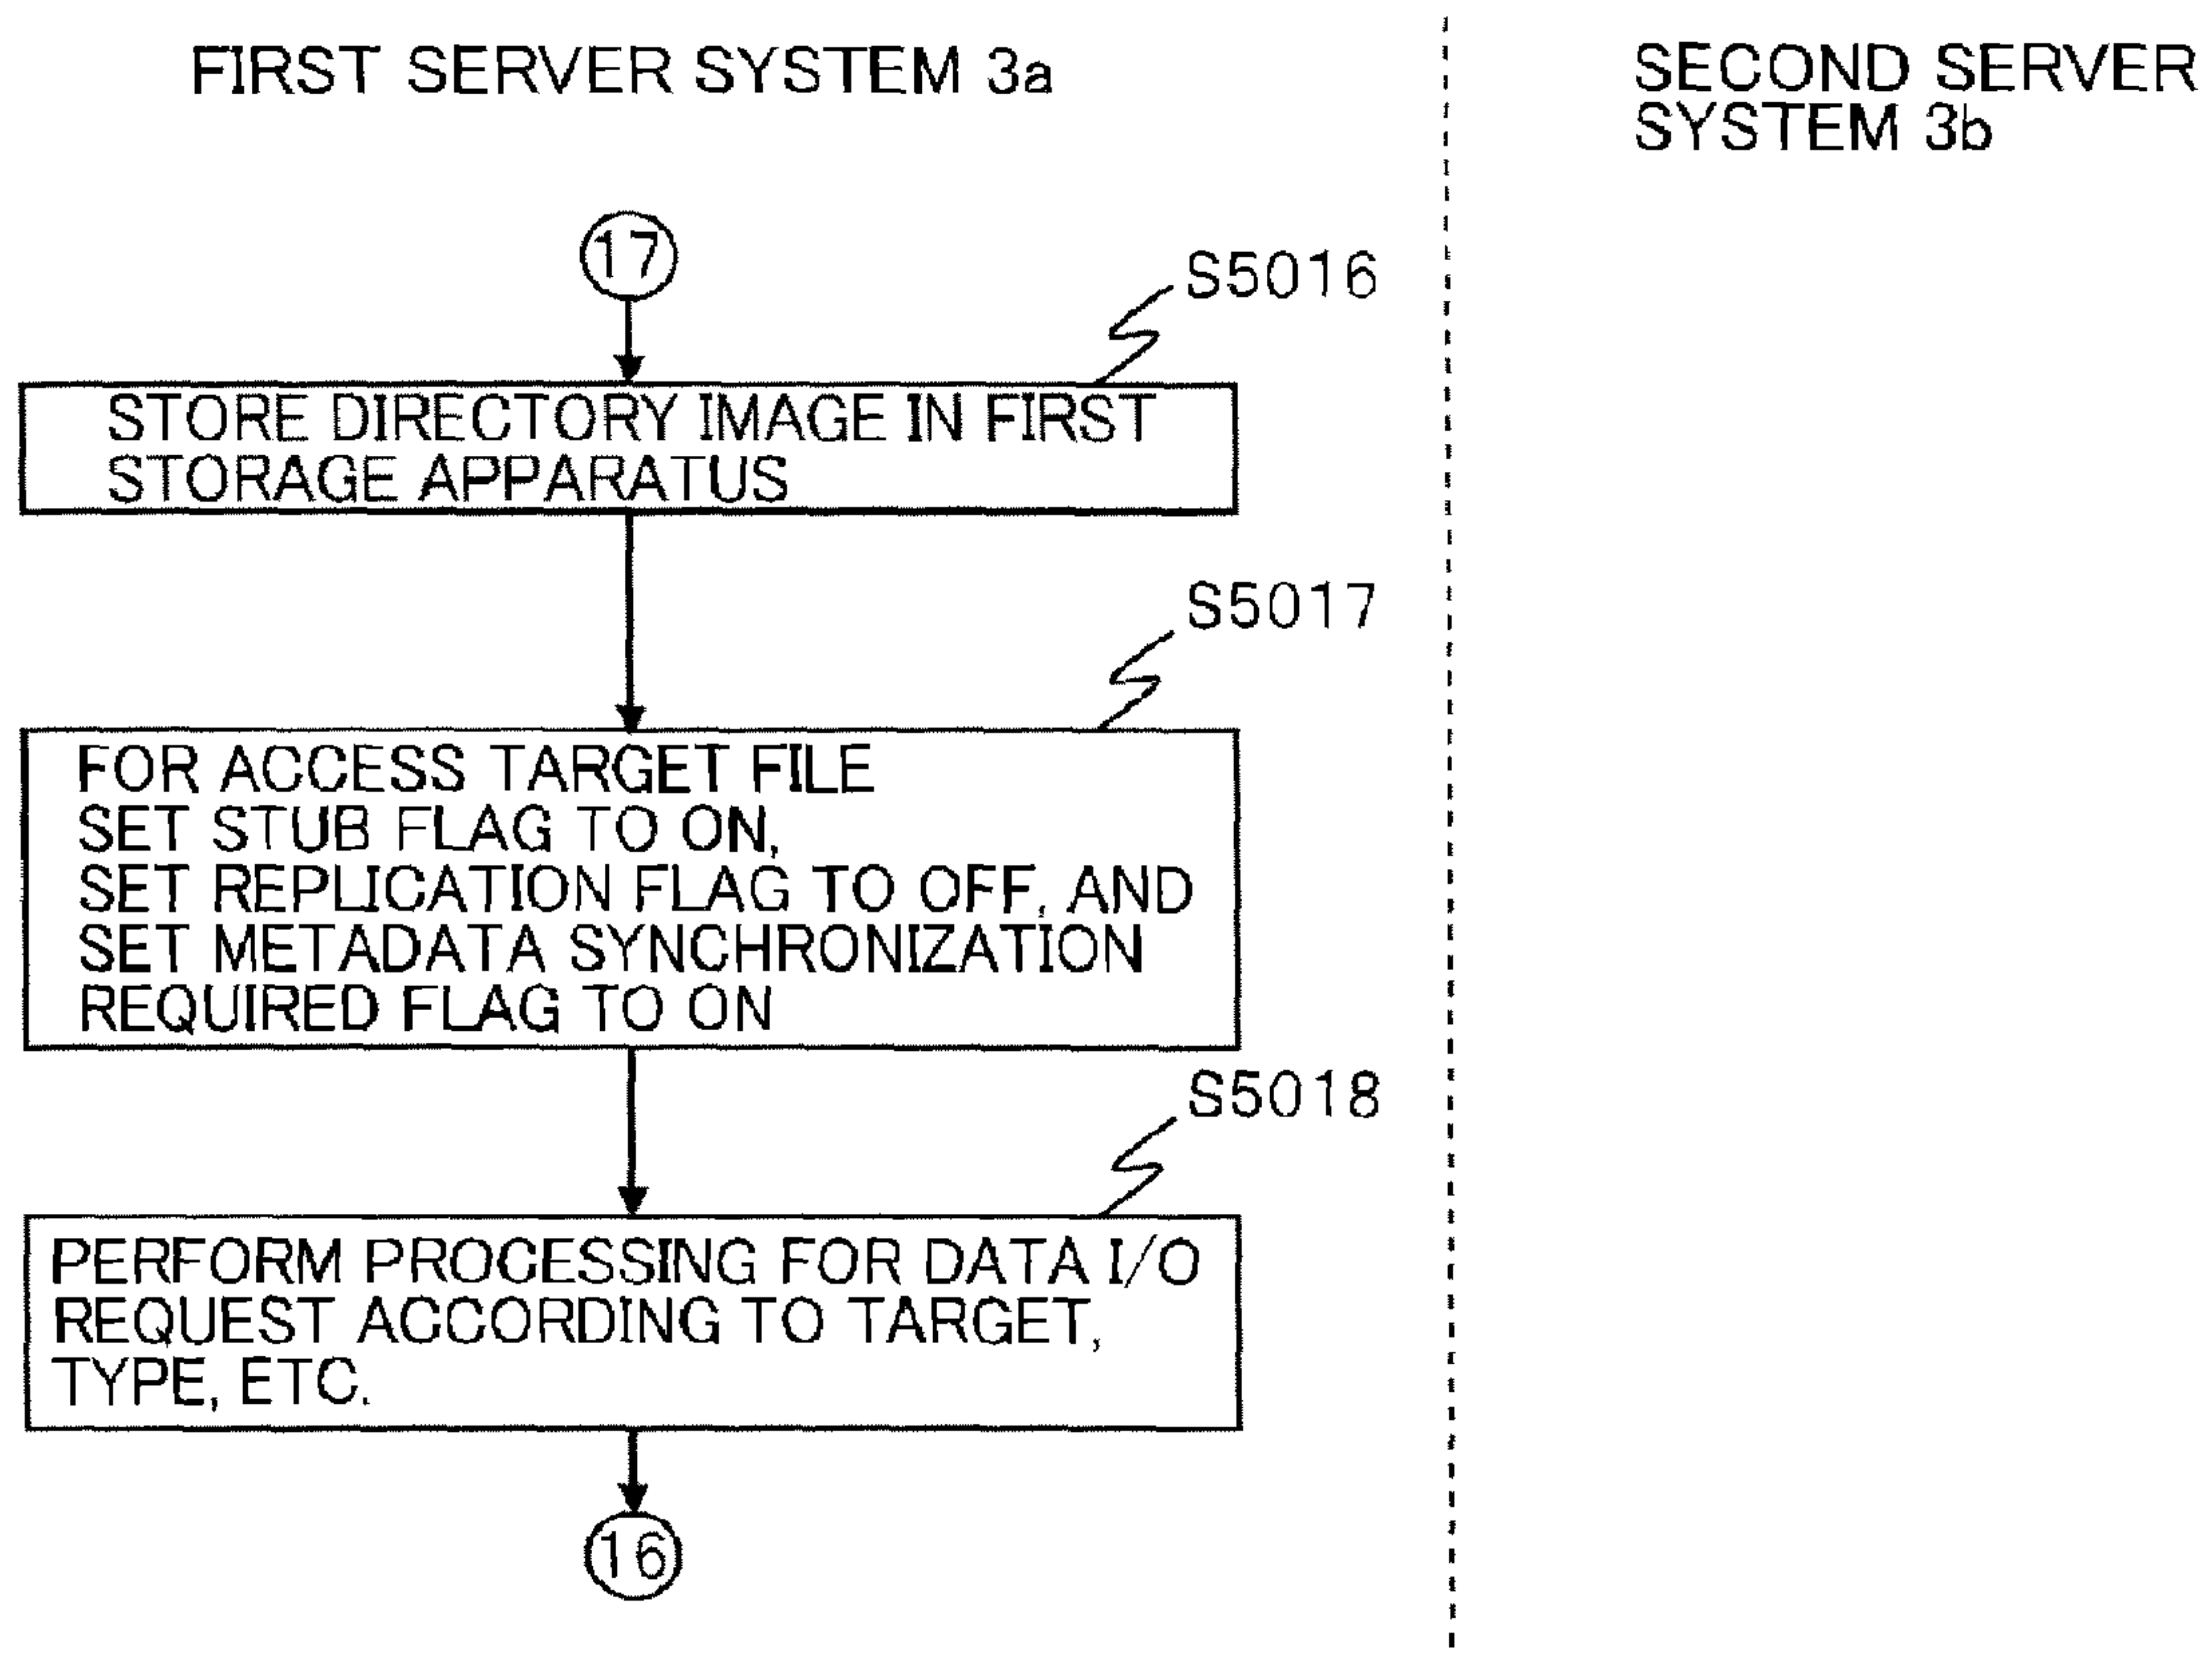 FIRST SERVER SYSTEM 3a
SECOND SERVER
SYSTEM 3b
17
S5016
STORE DIRECTORY IMAGE IN FIRST
STORAGE APPARATUS
S5017
FOR ACCESS TARGET FILE
SET STUB FLAG TO ON,
SET REPLICATION FLAG TO OFF, AND
SET METADATA SYNCHRONIZATION
REQUIRED FLAG TO ON
S5018
PERFORM PROCESSING FOR DATA I/O
REQUEST ACCORDING TO TARGET,
TYPE, ETC.
16